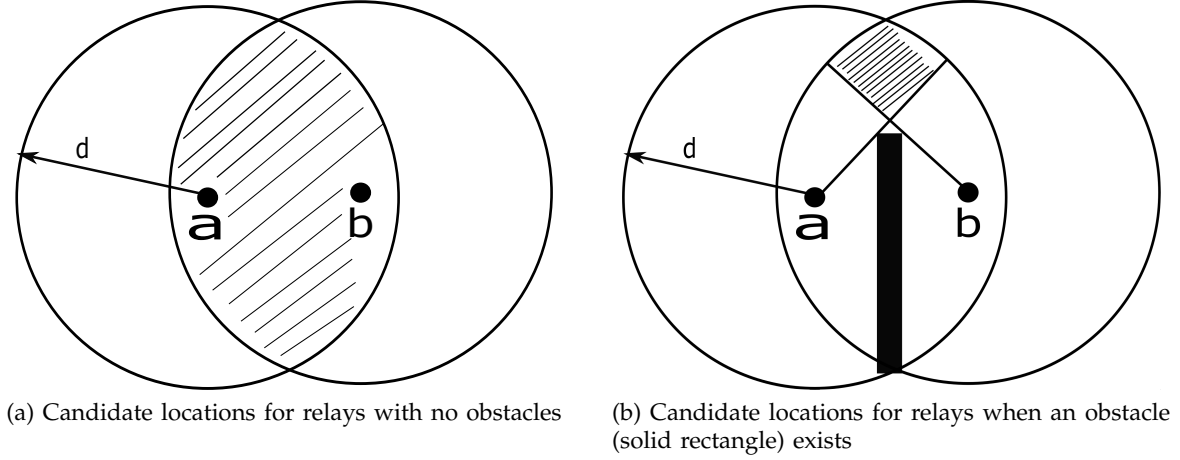 d
a
b
(a) Candidate locations for relays with no obstacles
d
a
b
(b) Candidate locations for relays when an obstacle
(solid rectangle) exists